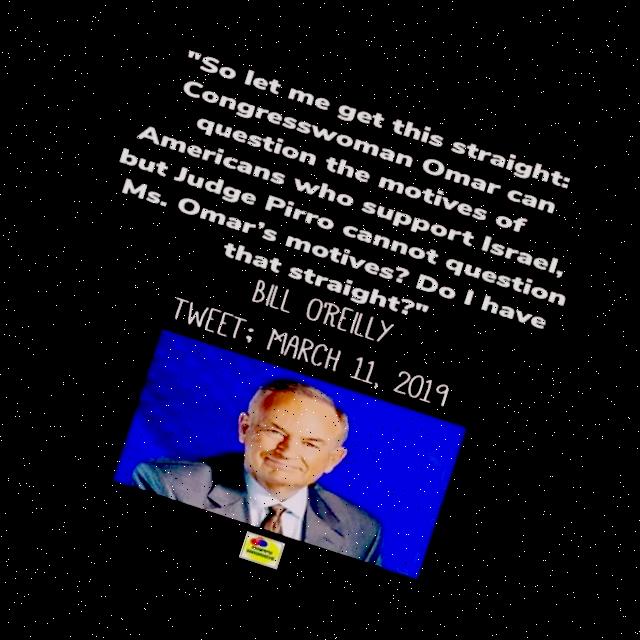 "So let me get this straight:
Congresswoman Omar can
question the motives of
Americans who support Israel,
but Judge Pirro cannot question
Ms. Omar's motives? Do I have
that straight?"
BILL O'REILLY
TWEET; MARCH 11, 2019